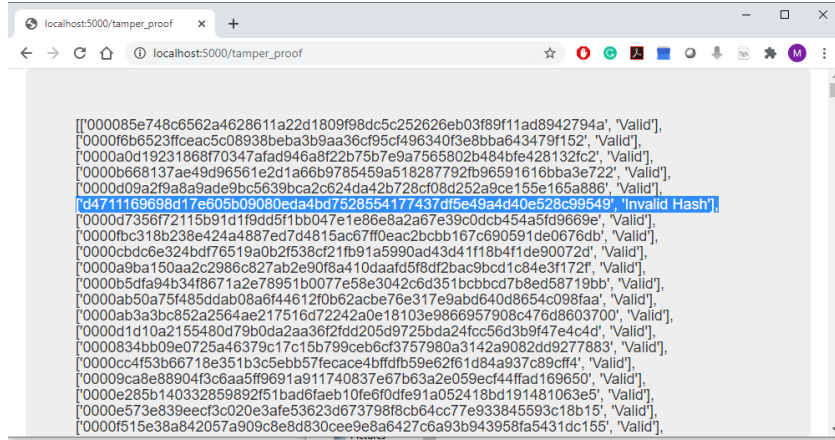 localhost:5000/tamper_proof
localhost:5000/tamper_proof
M
[['000085e748c6562a4628611a22d1809f98dc5c252626eb03f89f11ad8942794a', 'Valid'],
['0000f6b6523ffceac5c08938beba3b9aa36cf95cf496340f3e8bba643479f152', 'Valid'],
['0000a0d19231868f70347afad946a8f22b75b7e9a7565802b484bfe428132fc2', 'Valid'],
['0000b668137ae49d96561e2d1a66b9785459a518287792fb96591616bba3e722', 'Valid'],
['0000d09a2f9a8a9ade9bc5639bca2c624da42b728cf08d252a9ce155e165a886', 'Valid'],
['d4711169698d17e605b09080eda4bd7528554177437df5e49a4d40e528c99549', 'Invalid Hash'],
['0000d7356f72115b91d1f9dd5f1bb047e1e86e8a2a67e39c0dcb454a5fd9669e', 'Valid'],
['0000fbc318b238e424a4887ed7d4815ac67ff0eac2bcbb167c690591de0676db', 'Valid'],
['0000cbdc6e324bdf76519a0b2f538cf21fb91a5990ad43d41f18b4f1de90072d', 'Valid'],
['0000a9ba150aa2c2986c827ab2e90f8a410daafd5f8df2bac9bcd1c84e3f172f', 'Valid'],
['0000b5dfa94b34f8671a2e78951b0077e58e3042c6d351bcbbcd7b8ed58719bb', 'Valid'],
['0000ab50a75f485ddab08a6f44612f0b62acbe76e317e9abd640d8654c098faa', 'Valid'],
['0000ab3a3bc852a2564ae217516d72242a0e18103e9866957908c476d8603700', 'Valid'],
['0000d1d10a2155480d79b0da2aa36f2fdd205d9725bda24fcc56d3b9f47e4c4d', 'Valid'],
['0000834bb09e0725a46379c17c15b799ceb6cf3757980a3142a9082dd9277883', 'Valid'],
['0000cc4f53b66718e351b3c5ebb57fecace4bffdfb59e62f61d84a937c89cff4', 'Valid'],
['00009ca8e88904f3c6aa5ff9691a911740837e67b63a2e059ecf44ffad169650', 'Valid'],
['0000e285b140332859892f51bad6faeb10fe6f0dfe91a052418bd191481063e5', 'Valid'],
['0000e573e839eecf3c020e3afe53623d673798f8cb64cc77e933845593c18b15', 'Valid'],
['0000f515e38a842057a909c8e8d830cee9e8a6427c6a93b943958fa5431dc155', 'Valid'],